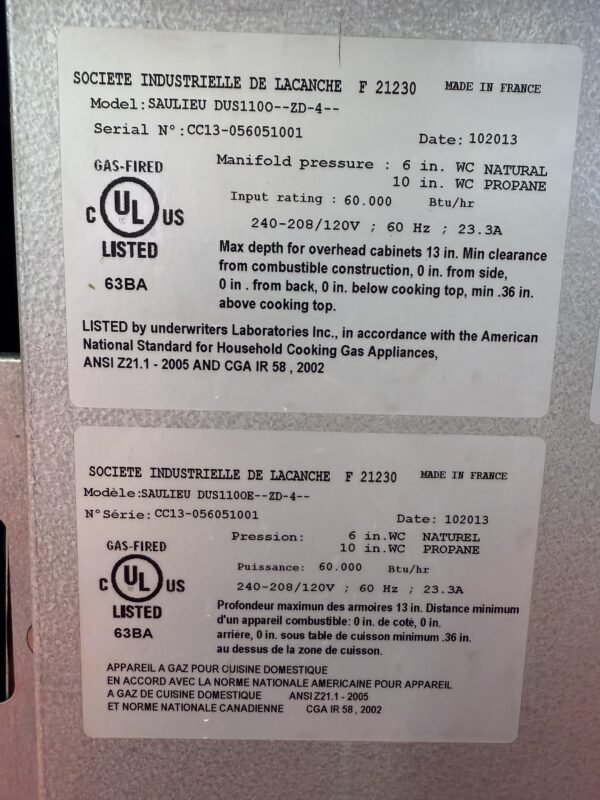 SOCIETE INDUSTRIELLE DE LACANCHE F 21230 MADE IN FRANCE
Model:SAULIEU DUS1100--ZD-4--
Serial N°:CC13-056051001
Date: 102013
GAS-FIRED
Manifold pressure : 6 in. WC NATURAL
10 in. WC PROPANE
Input rating : 60.000 Btu/hr
C UL US
240-208/120V ; 60 Hz ; 23.3A
LISTED
63BA
Max depth for overhead cabinets 13 in. Min clearance
from combustible construction, 0 in. from side,
0 in . from back, 0 in. below cooking top, min .36 in.
above cooking top.
LISTED by underwriters Laboratories Inc., in accordance with the American
National Standard for Household Cooking Gas Appliances,
ANSI Z21.1 - 2005 AND CGA IR 58 , 2002
SOCIETE INDUSTRIELLE DE LACANCHE F 21230 MADE IN FRANCE
Modèle:SAULIEU DUS1100E--ZD-4--
N°Série: CC13-056051001
Date: 102013
GAS-FIRED
Pression: 6 in.WC NATUREL
10 in.WC PROPANE
Puissance: 60.000 Btu/hr
C UL US
240-208/120V ; 60 Hz ; 23.3A
LISTED
63BA
Profondeur maximun des armoires 13 in. Distance minimum
d'un appareil combustible: 0 in. de coté, 0 in.
arrière, 0 in. sous table de cuisson minimum .36 in.
au dessus de la zone de cuisson.
APPAREIL A GAZ POUR CUISINE DOMESTIQUE
EN ACCORD AVEC LA NORME NATIONALE AMERICAINE POUR APPAREIL
A GAZ DE CUISINE DOMESTIQUE ANSI Z21.1 - 2005
ET NORME NATIONALE CANADIENNE CGA IR 58 , 2002